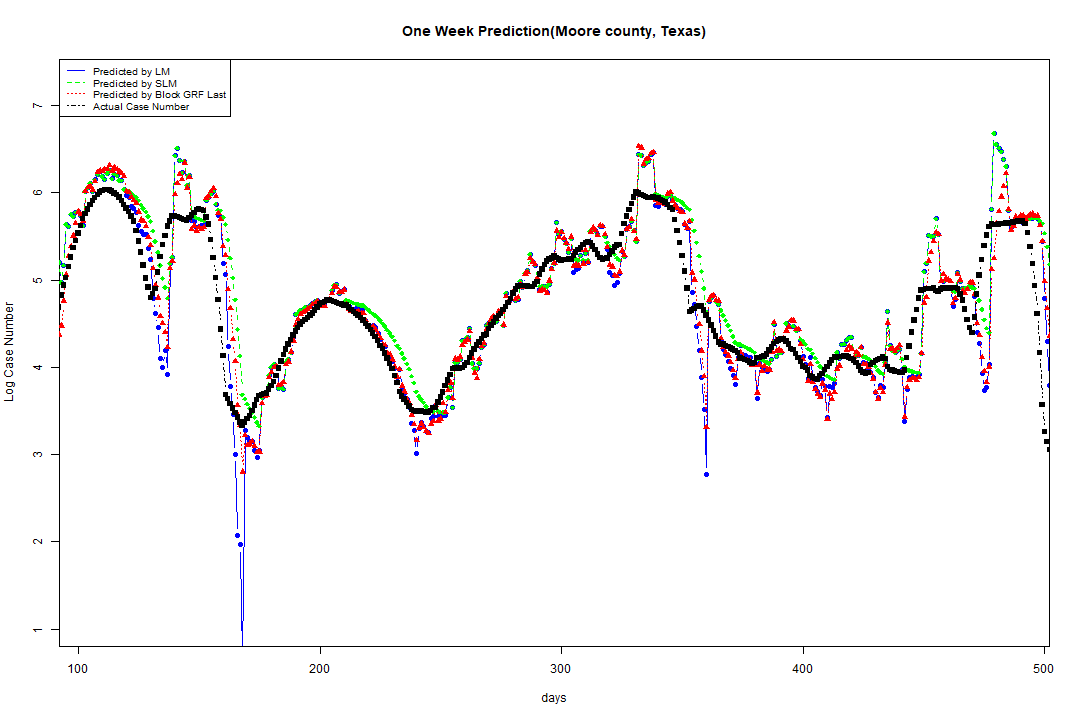 One Week Prediction(Moore county, Texas)
Predicted by LM
Predicted by SLM
Predicted by Block GRF Last
Actual Case Number
Log Case Number
7
6
5
4
3
2
1
100 200 300 400 500
days